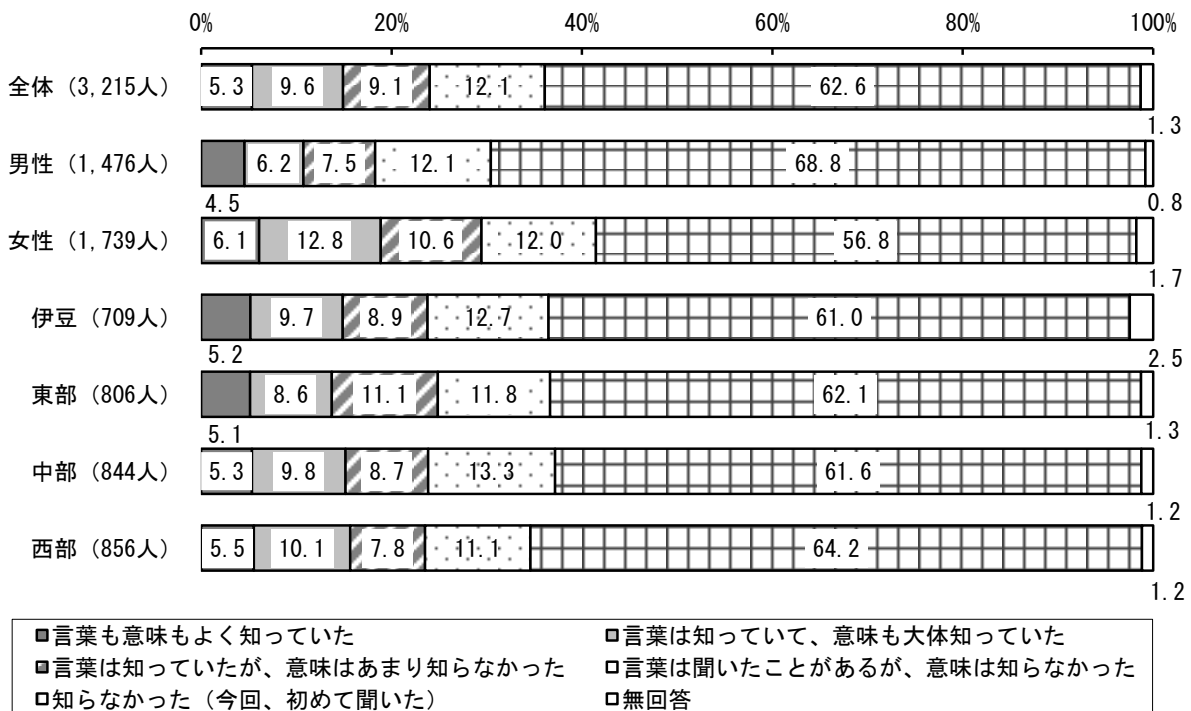 0% 20% 40% 60% 80% 100%
全体（3,215人） 5.3 9.6 9.1 12.1 62.6
1.3
男性（1,476人） 6.2 7.5 12.1 68.8
4.5 0.8
女性（1,739人） 6.1 12.8 10.6 12.0 56.8
1.7
伊豆（709人） 9.7 8.9 12.7 61.0
5.2 2.5
東部（806人） 8.6 11.1 11.8 62.1
5.1 1.3
中部（844人） 5.3 9.8 8.7 13.3 61.6
1.2
西部（856人） 5.5 10.1 7.8 11.1 64.2
1.2
言葉も意味もよく知っていた 言葉は知っていて、意味も大体知っていた
言葉は知っていたが、意味はあまり知らなかった 言葉は聞いたことがあるが、意味は知らなかった
知らなかった（今回、初めて聞いた） 無回答